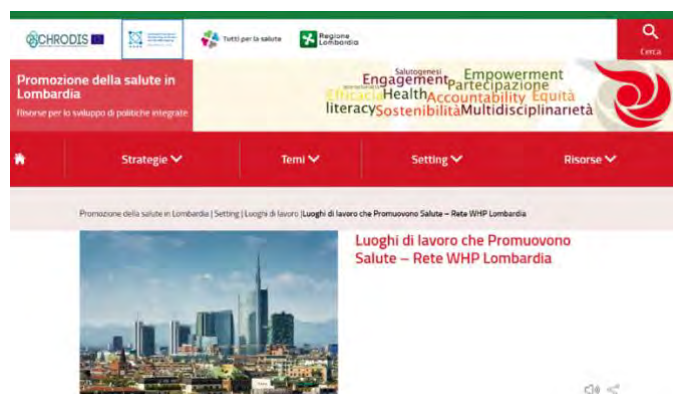 CHRODIS
Tutti per la salute
Regione
Lombardia
Cerca
Promozione della salute in
Lombardia
Risorse per lo sviluppo di politiche integrate
Salutogenesi
Engagement Empowerment
Partecipazione
Efficacia Health Accountability Equità
literacy Sostenibilità Multidisciplinarietà
Strategie
Temi
Setting
Risorse
Promozione della salute in Lombardia | Setting | Luoghi di lavoro | Luoghi di lavoro che Promuovono Salute – Rete WHP Lombardia
Luoghi di lavoro che Promuovono
Salute – Rete WHP Lombardia